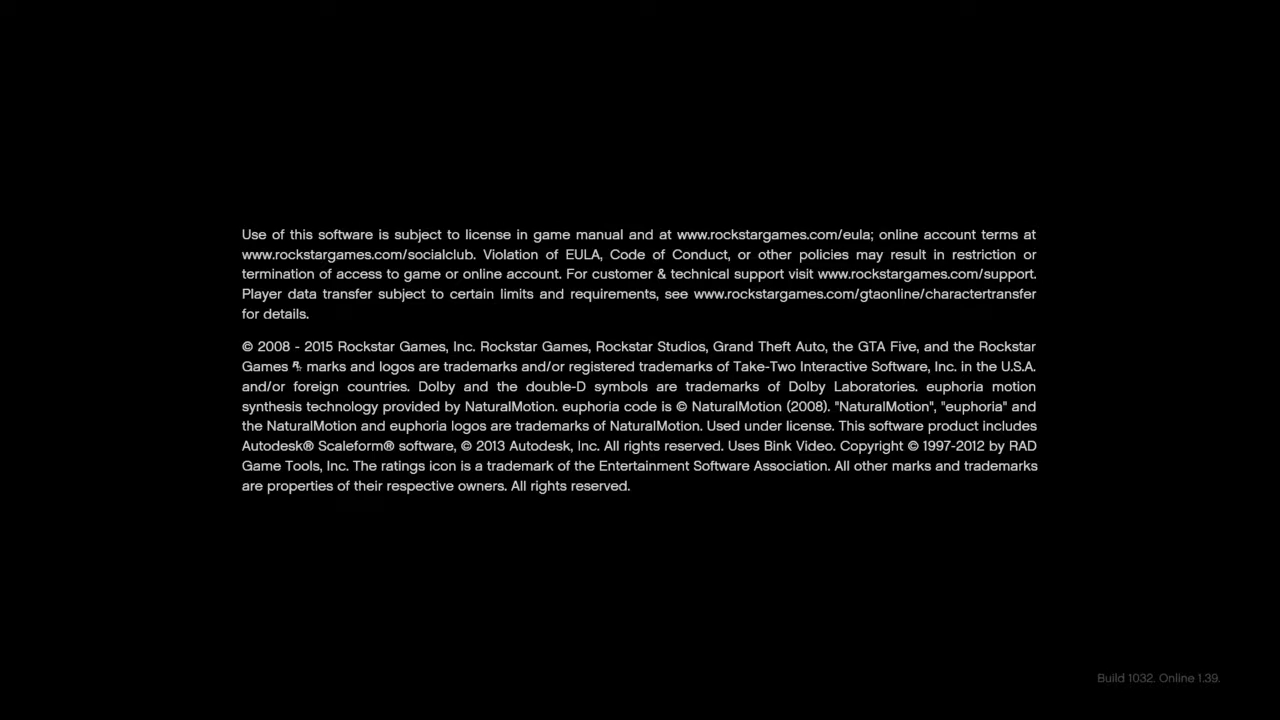 Use of this software is subject to license in game manual and at www.rockstargames.com/eula; online account terms at
www.rockstargames.com/socialclub. Violation of EULA, Code of Conduct, or other policies may result in restriction or
termination of access to game or online account. For customer & technical support visit www.rockstargames.com/support.
Player data transfer subject to certain limits and requirements, see www.rockstargames.com/gtaonline/charactertransfer
for details.
© 2008 - 2015 Rockstar Games, Inc. Rockstar Games, Rockstar Studios, Grand Theft Auto, the GTA Five, and the Rockstar
Games R* marks and logos are trademarks and/or registered trademarks of Take-Two Interactive Software, Inc. in the U.S.A.
and/or foreign countries. Dolby and the double-D symbols are trademarks of Dolby Laboratories. euphoria motion
synthesis technology provided by NaturalMotion. euphoria code is © NaturalMotion (2008). "NaturalMotion", "euphoria" and
the NaturalMotion and euphoria logos are trademarks of NaturalMotion. Used under license. This software product includes
Autodesk® Scaleform® software, © 2013 Autodesk, Inc. All rights reserved. Uses Bink Video. Copyright © 1997-2012 by RAD
Game Tools, Inc. The ratings icon is a trademark of the Entertainment Software Association. All other marks and trademarks
are properties of their respective owners. All rights reserved.
Build 1032. Online 1.39.